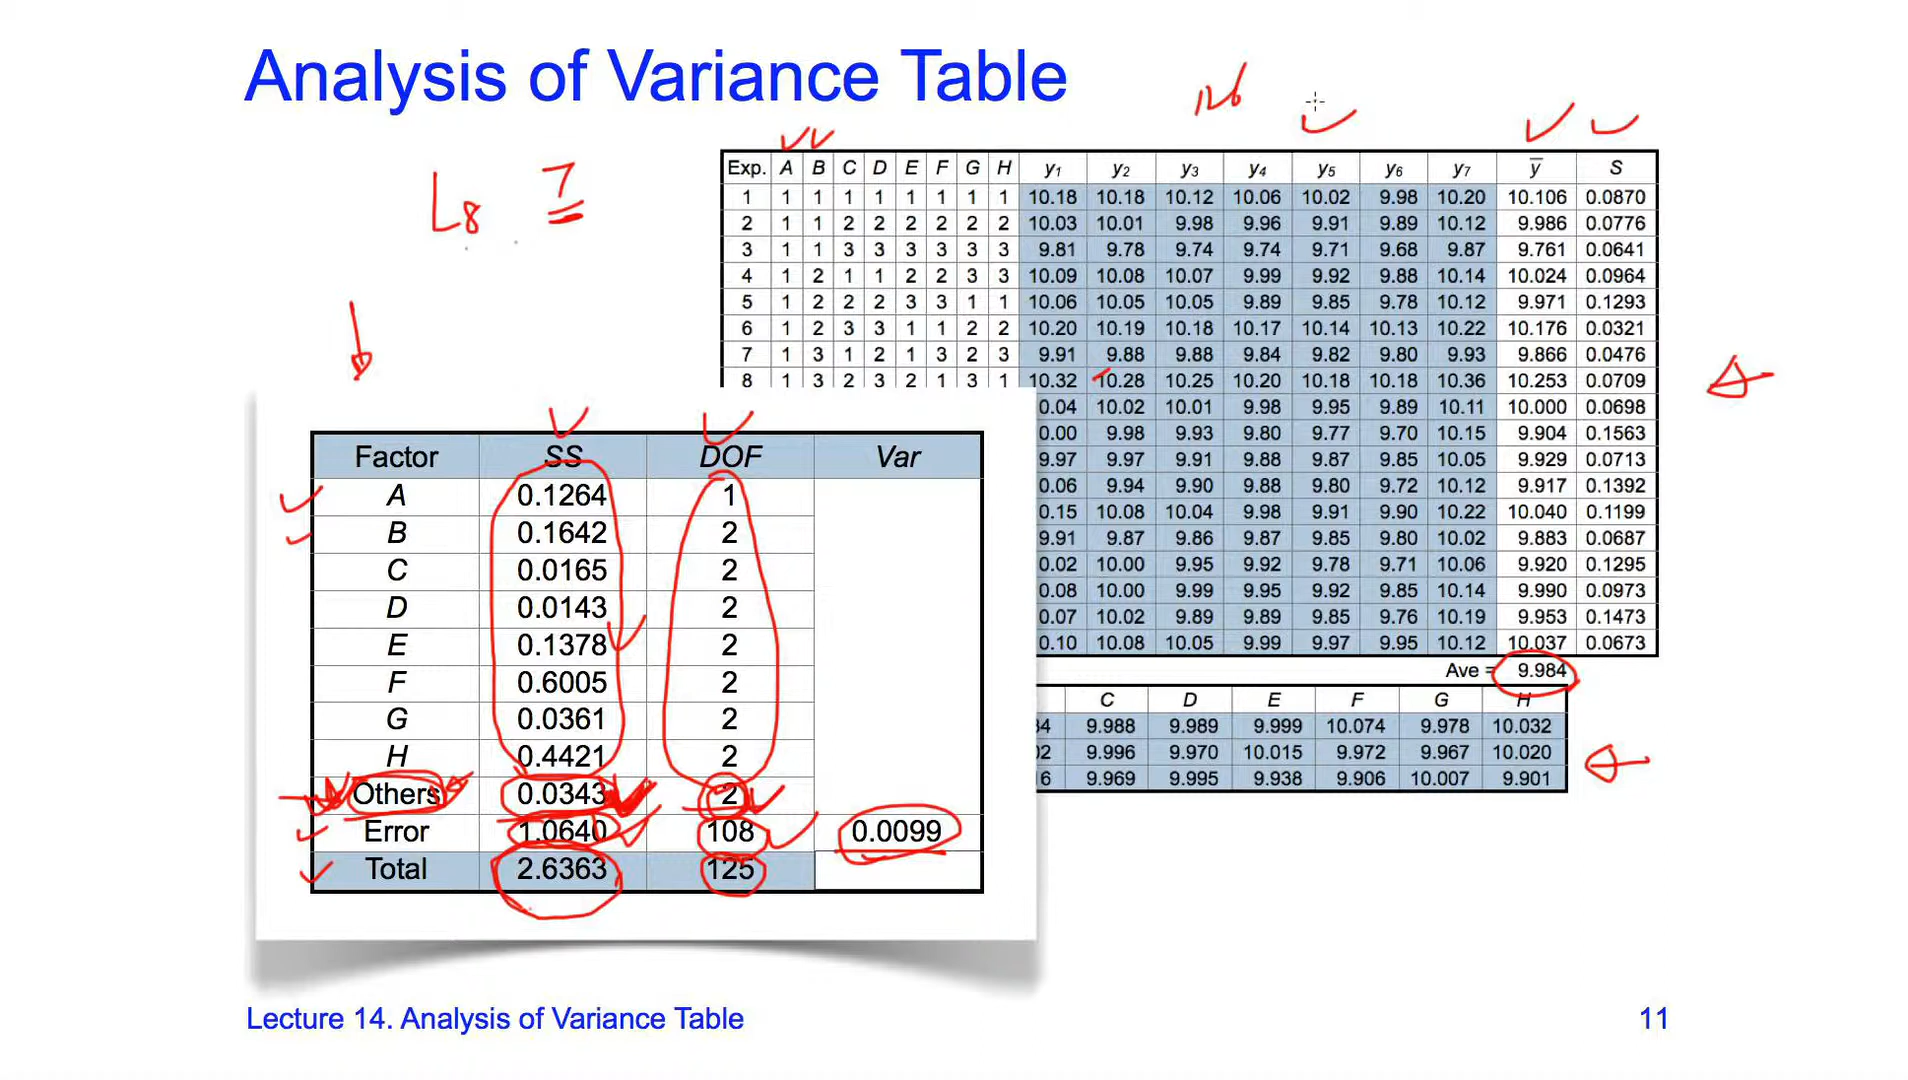 Analysis of Variance Table
126
L8 7
Exp. A B C D E F G H y1 y2 y3 y4 y5 y6 y7 y̅ S
1 1 1 1 1 1 1 1 1 10.18 10.18 10.12 10.06 10.02 9.98 10.20 10.106 0.0870
2 1 1 2 2 2 2 2 2 10.03 10.01 9.98 9.96 9.91 9.89 10.12 9.986 0.0776
3 1 1 3 3 3 3 3 3 9.81 9.78 9.74 9.74 9.71 9.68 9.87 9.761 0.0641
4 1 2 1 1 2 2 3 3 10.09 10.08 10.07 9.99 9.92 9.88 10.14 10.024 0.0964
5 1 2 2 2 3 3 1 1 10.06 10.05 10.05 9.89 9.85 9.78 10.12 9.971 0.1293
6 1 2 3 3 1 1 2 2 10.20 10.19 10.18 10.17 10.14 10.13 10.22 10.176 0.0321
7 1 3 1 2 1 3 2 3 9.91 9.88 9.88 9.84 9.82 9.80 9.93 9.866 0.0476
8 1 3 2 3 2 1 3 1 10.32 10.28 10.25 10.20 10.18 10.18 10.36 10.253 0.0709
0.04 10.02 10.01 9.98 9.95 9.89 10.11 10.000 0.0698
0.00 9.98 9.93 9.80 9.77 9.70 10.15 9.904 0.1563
9.97 9.97 9.91 9.88 9.87 9.85 10.05 9.929 0.0713
0.06 9.94 9.90 9.88 9.80 9.72 10.12 9.917 0.1392
0.15 10.08 10.04 9.98 9.91 9.90 10.22 10.040 0.1199
9.91 9.87 9.86 9.87 9.85 9.80 10.02 9.883 0.0687
0.02 10.00 9.95 9.92 9.78 9.71 10.06 9.920 0.1295
0.08 10.00 9.99 9.95 9.92 9.85 10.14 9.990 0.0973
0.07 10.02 9.89 9.89 9.85 9.76 10.19 9.953 0.1473
0.10 10.08 10.05 9.99 9.97 9.95 10.12 10.037 0.0673
Ave = 9.984
C D E F G H
34 9.988 9.989 9.999 10.074 9.978 10.032
02 9.996 9.970 10.015 9.972 9.967 10.020
16 9.969 9.995 9.938 9.906 10.007 9.901
Factor SS DOF Var
A 0.1264 1
B 0.1642 2
C 0.0165 2
D 0.0143 2
E 0.1378 2
F 0.6005 2
G 0.0361 2
H 0.4421 2
Others 0.0343 2
Error 1.0640 108 0.0099
Total 2.6363 125
Lecture 14. Analysis of Variance Table
11